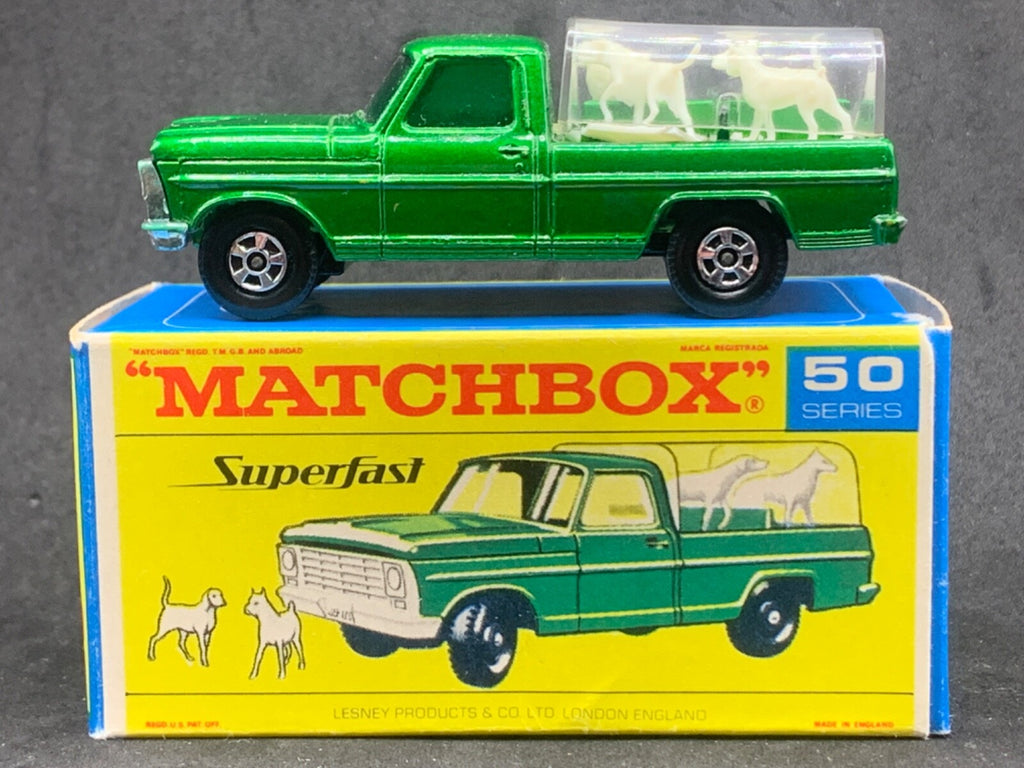 "MATCHBOX" REGD. T.M. G.B. AND ABROAD
MARCA REGISTRADA
"MATCHBOX"®
50
SERIES
Superfast
LESNEY PRODUCTS & CO. LTD. LONDON ENGLAND
REGD. U.S. PAT. OFF.
MADE IN ENGLAND